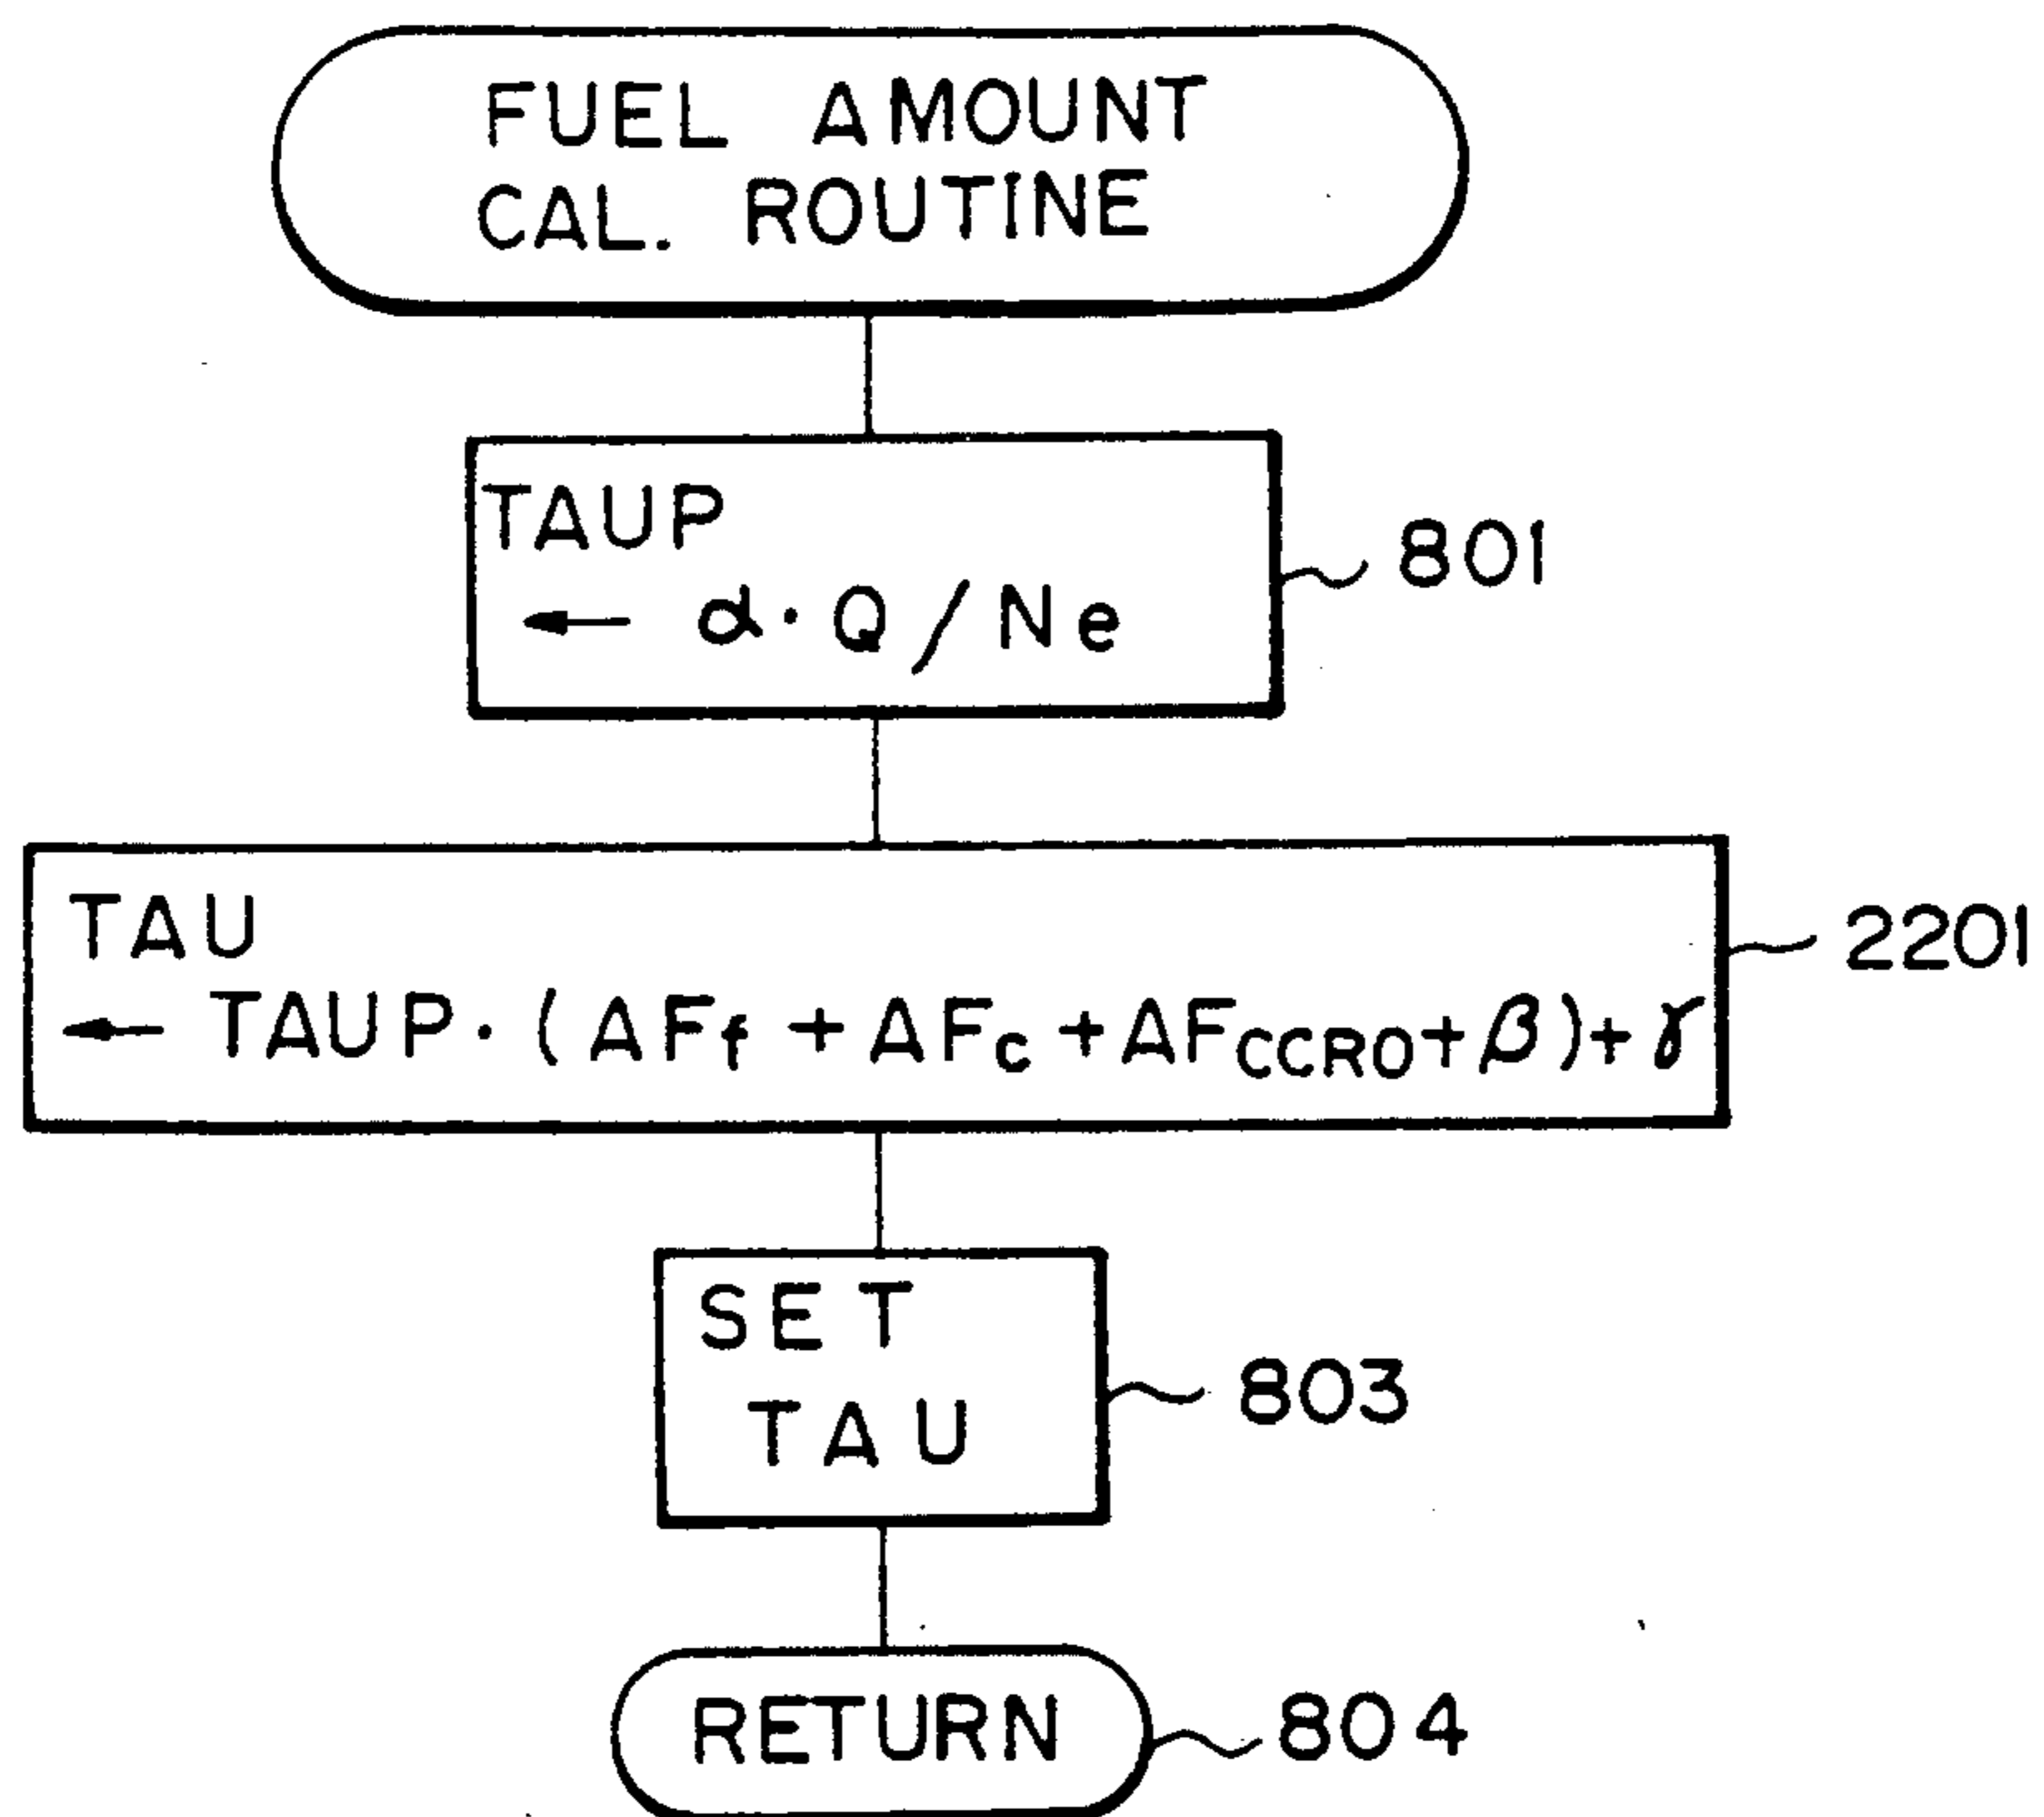 FUEL AMOUNT
CAL. ROUTINE
TAUP
← α·Q/Ne
801
TAU
← TAUP·(AFf+AFc+AFCCRO+β)+γ
2201
SET
TAU
803
RETURN
804